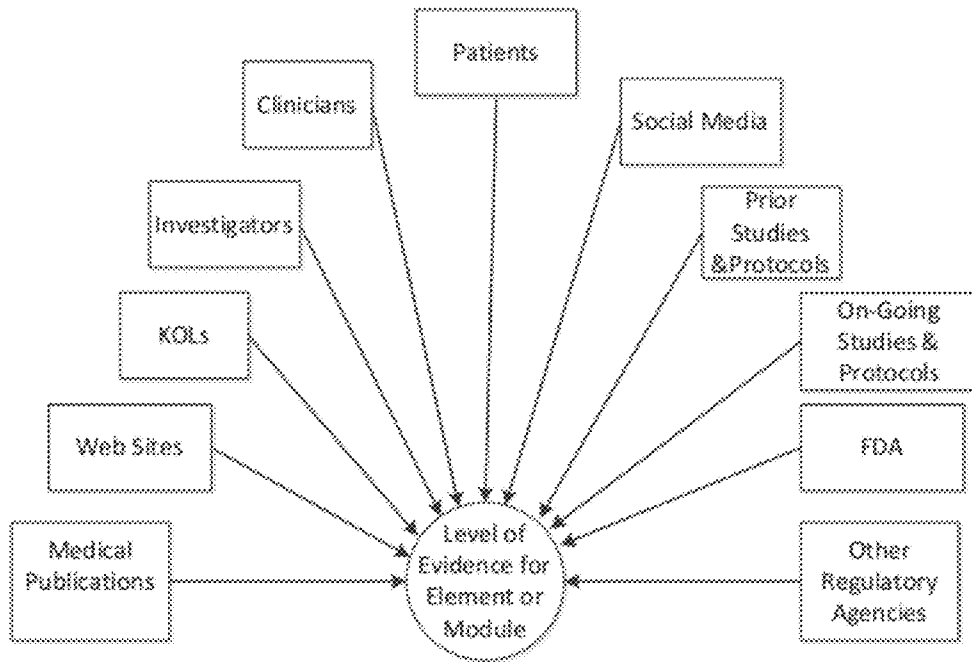 Patients
Clinicians
Social Media
Investigators
Prior
Studies
&Protocols
KOLs
On-Going
Studies &
Protocols
Web Sites
FDA
Medical
Publications
Level of
Evidence for
Element or
Module
Other
Regulatory
Agencies